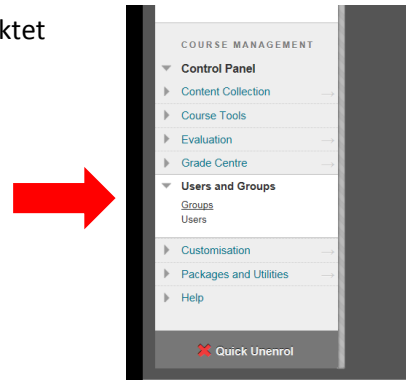 ktet
COURSE MANAGEMENT
Control Panel
Content Collection
Course Tools
Evaluation
Grade Centre
Users and Groups
Groups
Users
Customisation
Packages and Utilities
Help
Quick Unenrol